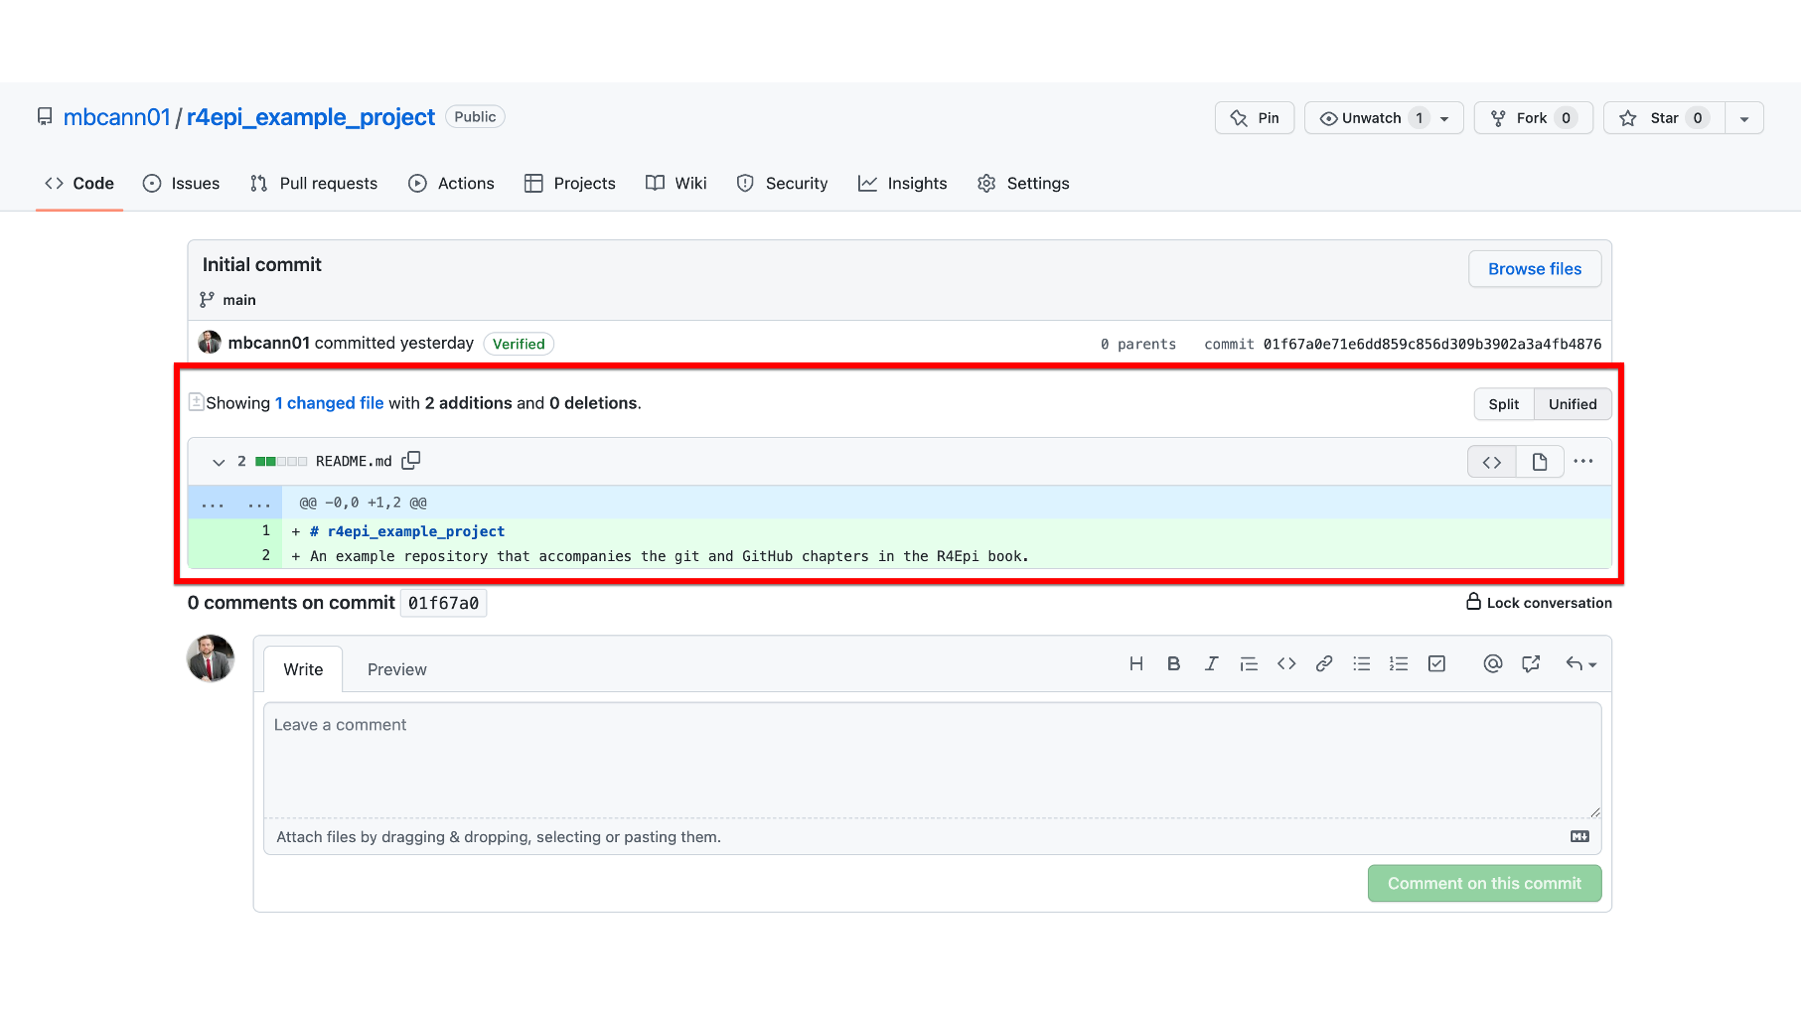 mbcann01 / r4epi_example_project Public
Pin Unwatch 1 Fork 0 Star 0
Code Issues Pull requests Actions Projects Wiki Security Insights Settings
Initial commit
Browse files
main
mbcann01 committed yesterday Verified
0 parents commit 01f67a0e71e6dd859c856d309b3902a3a4fb4876
Showing 1 changed file with 2 additions and 0 deletions.
Split Unified
2 README.md
... ... @@ -0,0 +1,2 @@
1 + # r4epi_example_project
2 + An example repository that accompanies the git and GitHub chapters in the R4Epi book.
0 comments on commit 01f67a0
Lock conversation
Write Preview
Leave a comment
Attach files by dragging & dropping, selecting or pasting them.
Comment on this commit